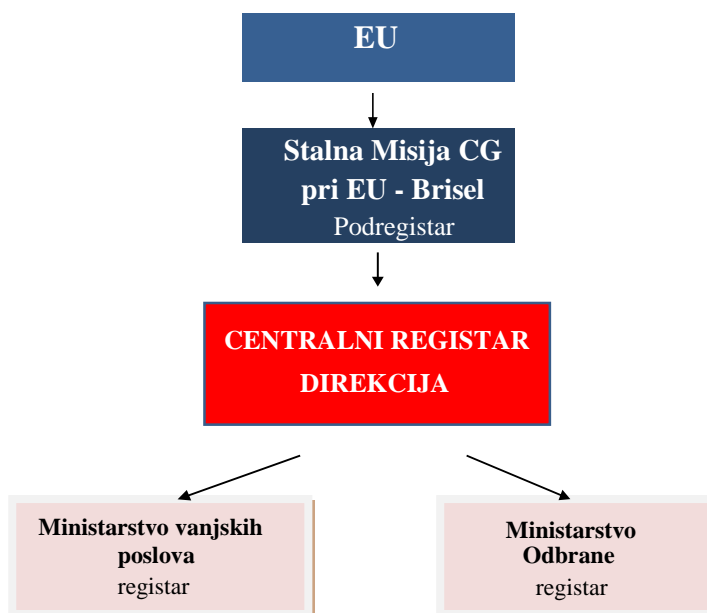 EU
Stalna Misija CG
pri EU - Brisel
Podregistar
CENTRALNI REGISTAR
DIREKCIJA
Ministarstvo vanjskih
poslova
registar
Ministarstvo
Odbrane
registar